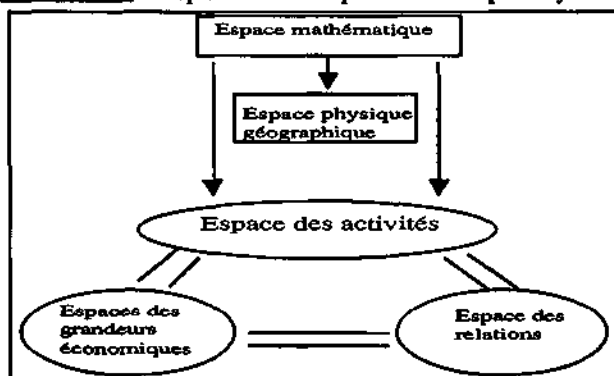 Espace mathématique
Espace physique
géographique
Espace des activités
Espaces des
grandeurs
économiques
Espace des
relations